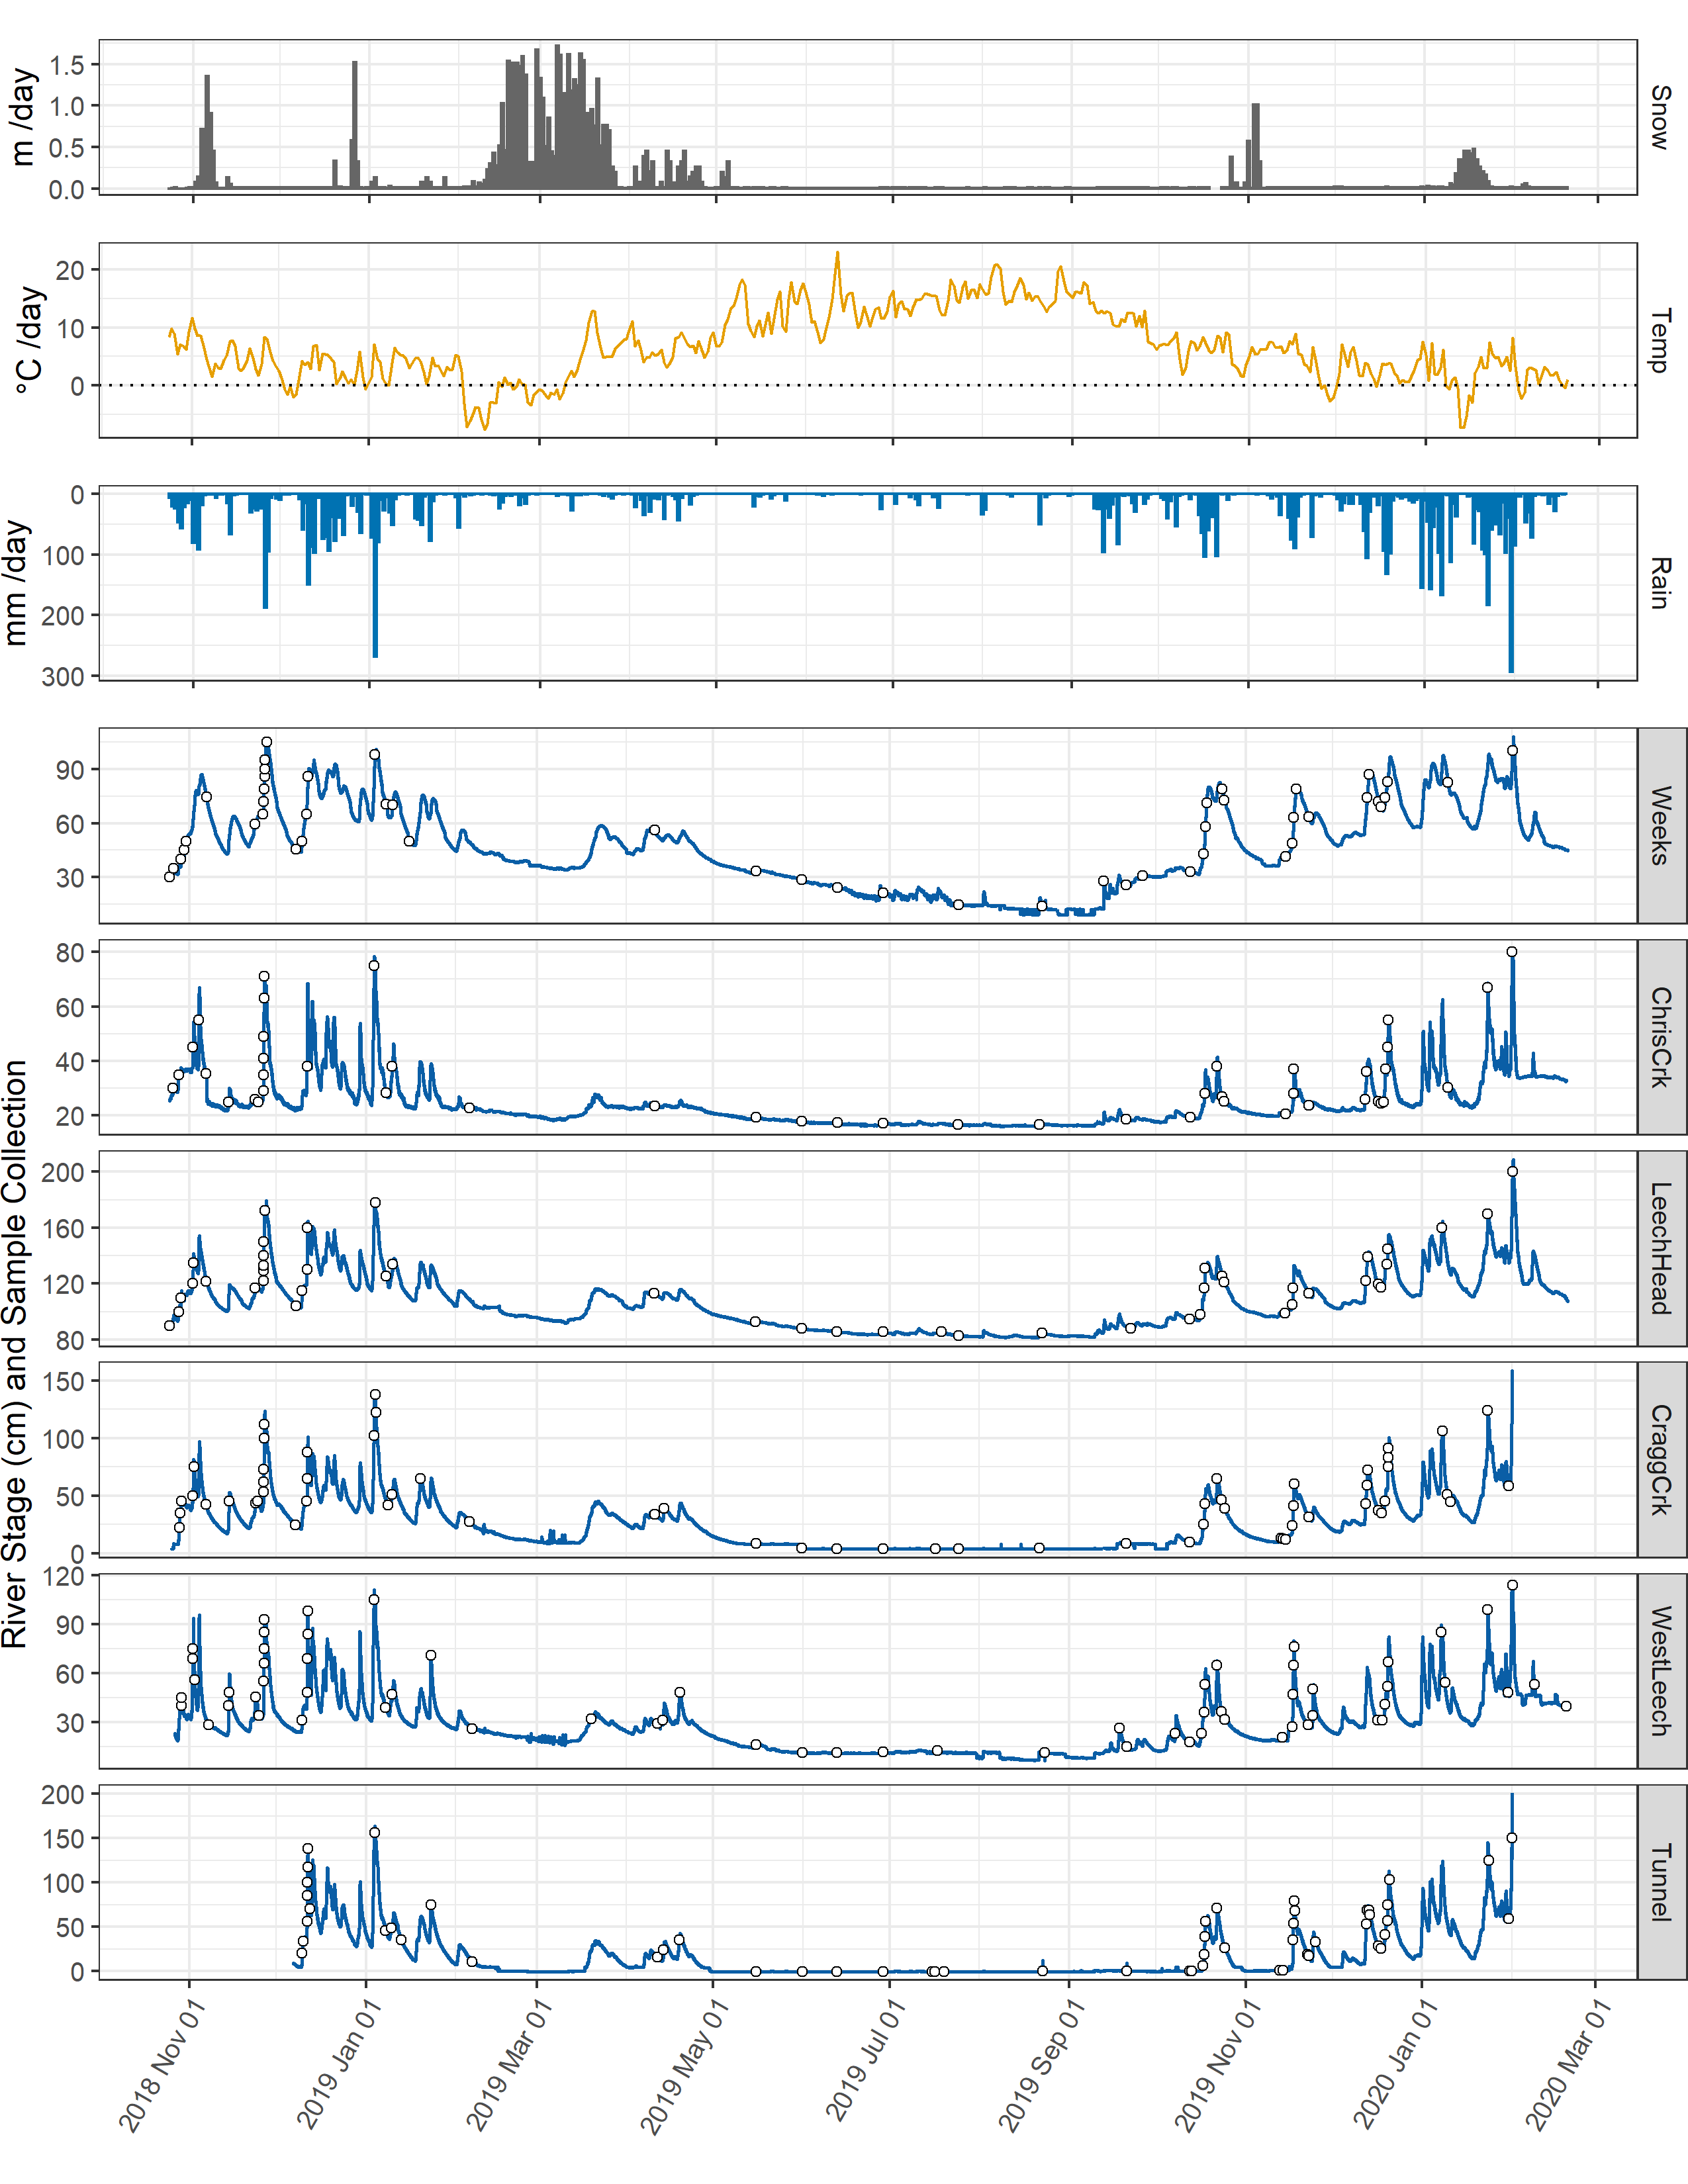 m /day
1.5
1.0
0.5
0.0
Snow
°C /day
20
10
0
Temp
mm /day
0
100
200
300
Rain
River Stage (cm) and Sample Collection
90
60
30
Weeks
80
60
40
20
ChrisCrk
200
160
120
80
LeechHead
150
100
50
0
CraggCrk
120
90
60
30
WestLeech
200
150
100
50
0
Tunnel
2018 Nov 01
2019 Jan 01
2019 Mar 01
2019 May 01
2019 Jul 01
2019 Sep 01
2019 Nov 01
2020 Jan 01
2020 Mar 01